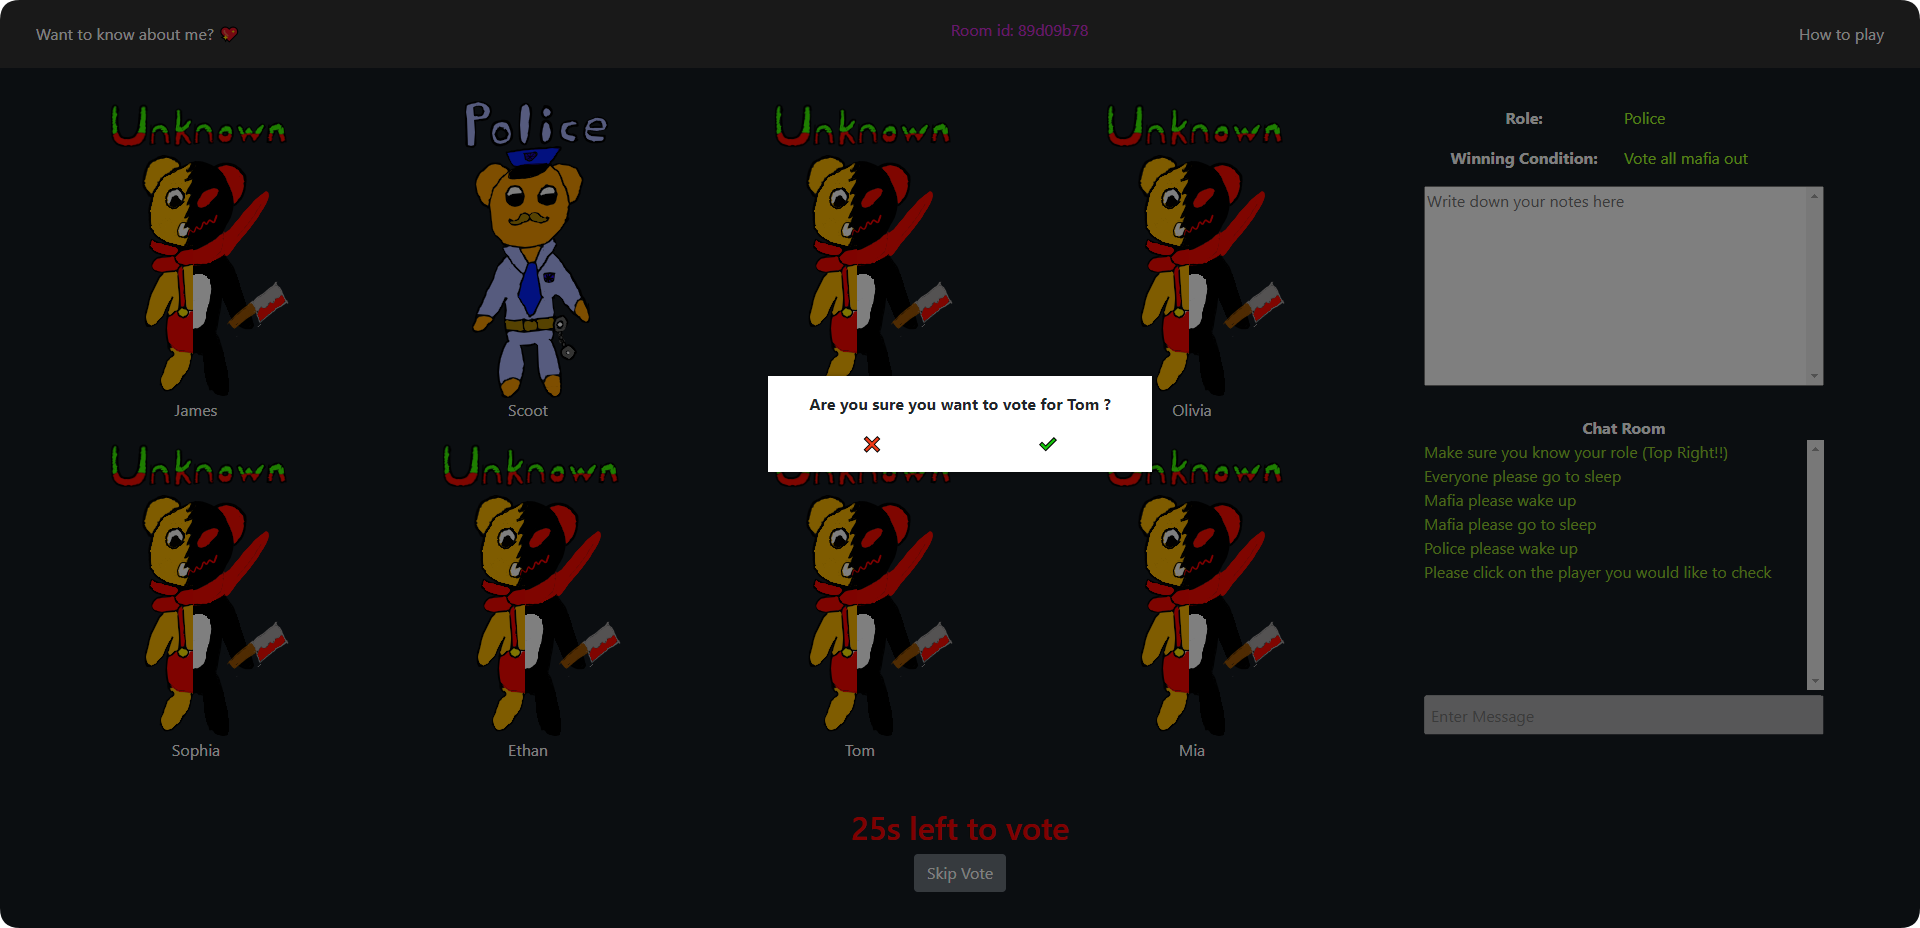 Want to know about me?
Room id: 89d09b78
How to play
Unknown
Police
Unknown
Unknown
James
Scoot
Olivia
Unknown
Unknown
Unknown
Unknown
Sophia
Ethan
Tom
Mia
Are you sure you want to vote for Tom ?
25s left to vote
Skip Vote
Role: Police
Winning Condition: Vote all mafia out
Write down your notes here
Chat Room
Make sure you know your role (Top Right!!)
Everyone please go to sleep
Mafia please wake up
Mafia please go to sleep
Police please wake up
Please click on the player you would like to check
Enter Message